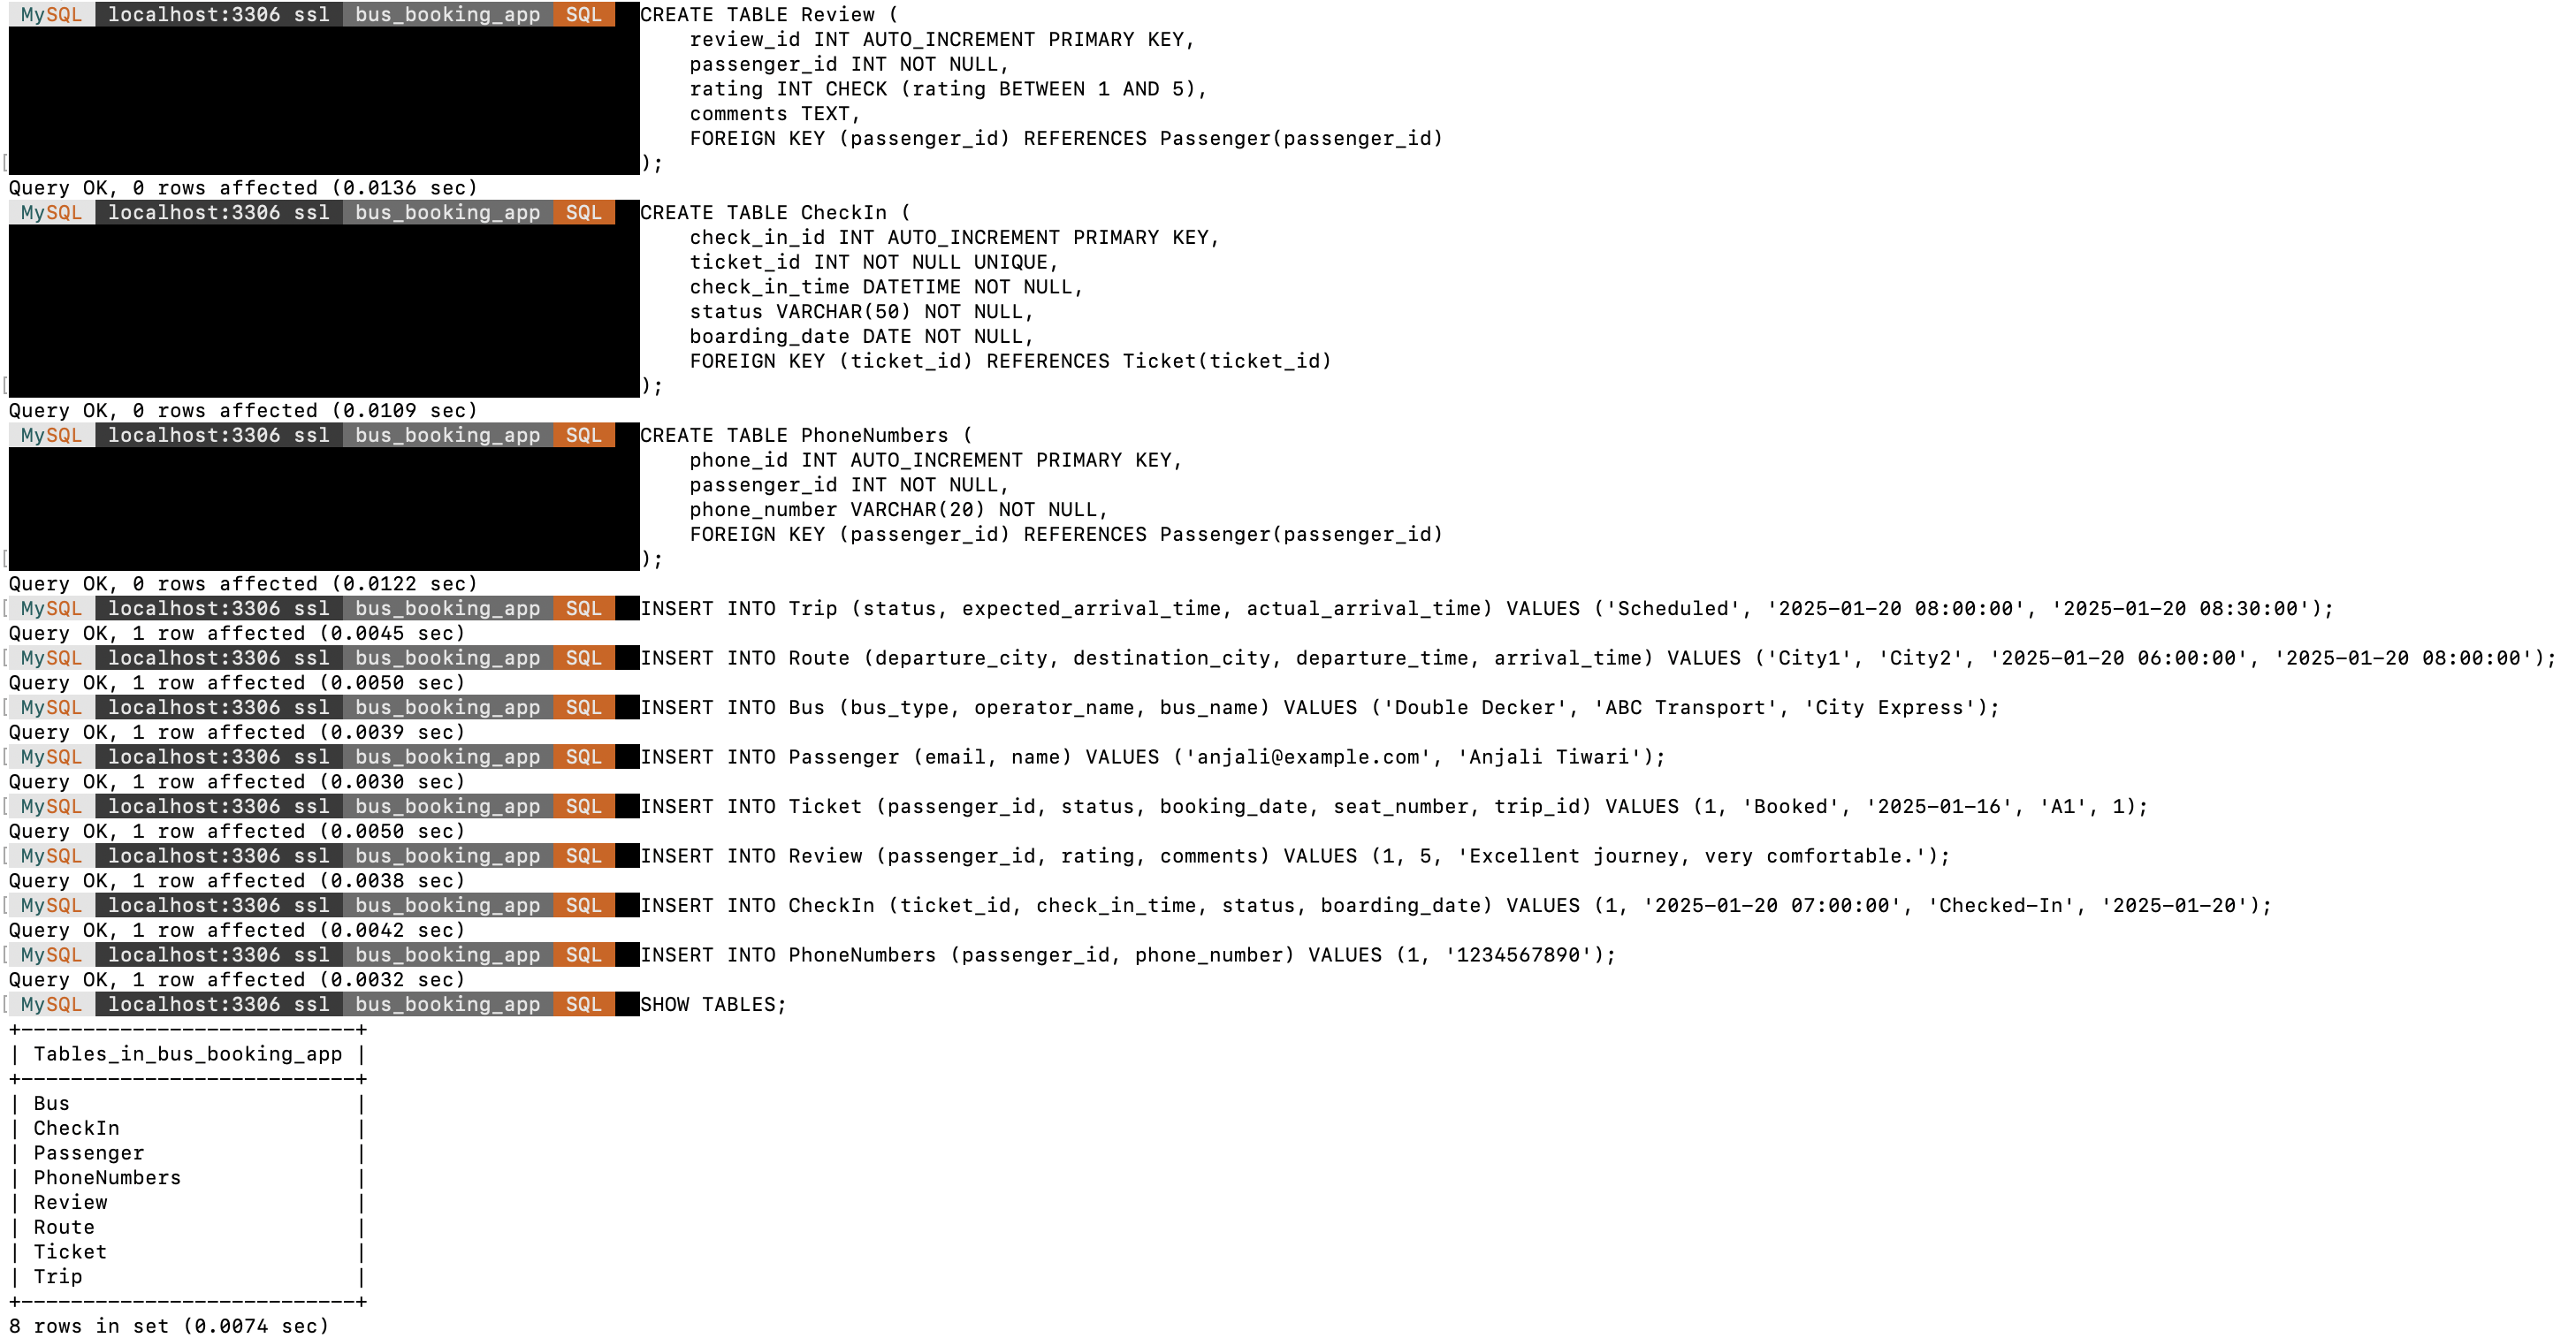 MySQL localhost:3306 ssl bus_booking_app SQL CREATE TABLE Review (
review_id INT AUTO_INCREMENT PRIMARY KEY,
passenger_id INT NOT NULL,
rating INT CHECK (rating BETWEEN 1 AND 5),
comments TEXT,
FOREIGN KEY (passenger_id) REFERENCES Passenger(passenger_id)
[ );
Query OK, 0 rows affected (0.0136 sec)
MySQL localhost:3306 ssl bus_booking_app SQL CREATE TABLE CheckIn (
check_in_id INT AUTO_INCREMENT PRIMARY KEY,
ticket_id INT NOT NULL UNIQUE,
check_in_time DATETIME NOT NULL,
status VARCHAR(50) NOT NULL,
boarding_date DATE NOT NULL,
FOREIGN KEY (ticket_id) REFERENCES Ticket(ticket_id)
[ );
Query OK, 0 rows affected (0.0109 sec)
MySQL localhost:3306 ssl bus_booking_app SQL CREATE TABLE PhoneNumbers (
phone_id INT AUTO_INCREMENT PRIMARY KEY,
passenger_id INT NOT NULL,
phone_number VARCHAR(20) NOT NULL,
FOREIGN KEY (passenger_id) REFERENCES Passenger(passenger_id)
[ );
Query OK, 0 rows affected (0.0122 sec)
[ MySQL localhost:3306 ssl bus_booking_app SQL INSERT INTO Trip (status, expected_arrival_time, actual_arrival_time) VALUES ('Scheduled', '2025-01-20 08:00:00', '2025-01-20 08:30:00');
Query OK, 1 row affected (0.0045 sec)
[ MySQL localhost:3306 ssl bus_booking_app SQL INSERT INTO Route (departure_city, destination_city, departure_time, arrival_time) VALUES ('City1', 'City2', '2025-01-20 06:00:00', '2025-01-20 08:00:00');
Query OK, 1 row affected (0.0050 sec)
[ MySQL localhost:3306 ssl bus_booking_app SQL INSERT INTO Bus (bus_type, operator_name, bus_name) VALUES ('Double Decker', 'ABC Transport', 'City Express');
Query OK, 1 row affected (0.0039 sec)
[ MySQL localhost:3306 ssl bus_booking_app SQL INSERT INTO Passenger (email, name) VALUES ('anjali@example.com', 'Anjali Tiwari');
Query OK, 1 row affected (0.0030 sec)
[ MySQL localhost:3306 ssl bus_booking_app SQL INSERT INTO Ticket (passenger_id, status, booking_date, seat_number, trip_id) VALUES (1, 'Booked', '2025-01-16', 'A1', 1);
Query OK, 1 row affected (0.0050 sec)
[ MySQL localhost:3306 ssl bus_booking_app SQL INSERT INTO Review (passenger_id, rating, comments) VALUES (1, 5, 'Excellent journey, very comfortable.');
Query OK, 1 row affected (0.0038 sec)
[ MySQL localhost:3306 ssl bus_booking_app SQL INSERT INTO CheckIn (ticket_id, check_in_time, status, boarding_date) VALUES (1, '2025-01-20 07:00:00', 'Checked-In', '2025-01-20');
Query OK, 1 row affected (0.0042 sec)
[ MySQL localhost:3306 ssl bus_booking_app SQL INSERT INTO PhoneNumbers (passenger_id, phone_number) VALUES (1, '1234567890');
Query OK, 1 row affected (0.0032 sec)
[ MySQL localhost:3306 ssl bus_booking_app SQL SHOW TABLES;
+---------------------------+
| Tables_in_bus_booking_app |
+---------------------------+
| Bus |
| CheckIn |
| Passenger |
| PhoneNumbers |
| Review |
| Route |
| Ticket |
| Trip |
+---------------------------+
8 rows in set (0.0074 sec)